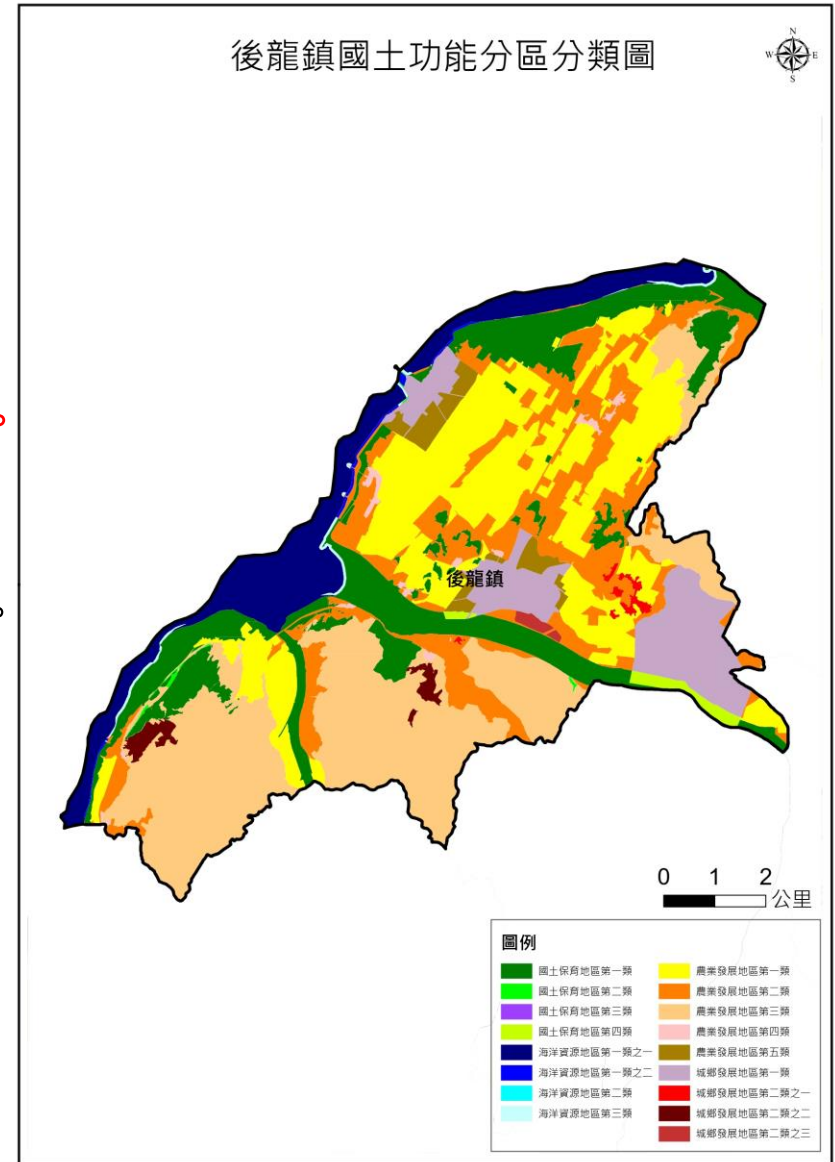 後龍鎮國土功能分區分類圖
N
W E
S
後龍鎮
0 1 2
公里
圖例
國土保育地區第一類
國土保育地區第二類
國土保育地區第三類
國土保育地區第四類
海洋資源地區第一類之一
海洋資源地區第一類之二
海洋資源地區第二類
海洋資源地區第三類
農業發展地區第一類
農業發展地區第二類
農業發展地區第三類
農業發展地區第四類
農業發展地區第五類
城鄉發展地區第一類
城鄉發展地區第二類之一
城鄉發展地區第二類之二
城鄉發展地區第二類之三